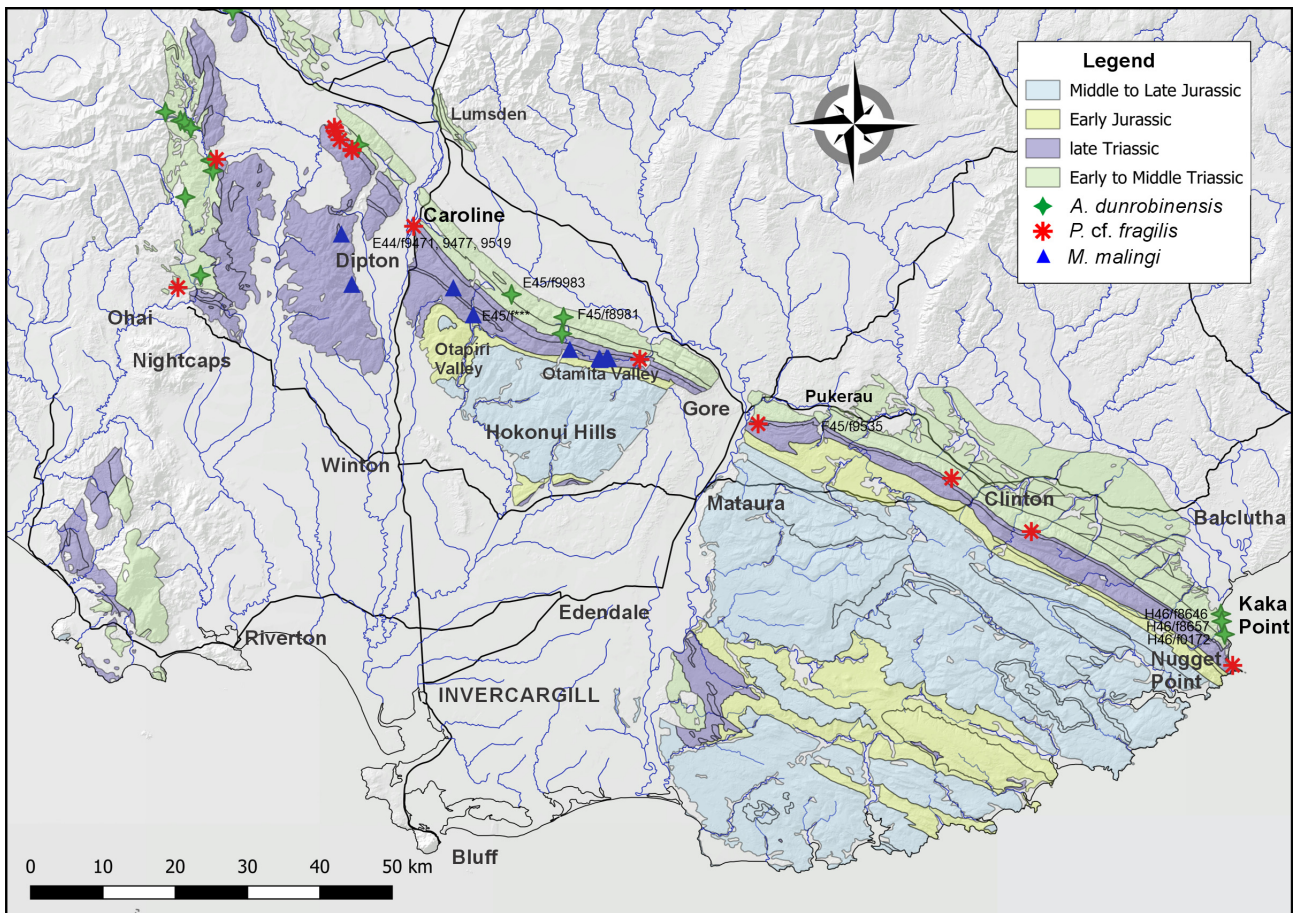 Legend
Middle to Late Jurassic
Early Jurassic
late Triassic
Early to Middle Triassic
A. dunrobinensis
P. cf. fragilis
M. malingi
Lumsden
Caroline
E44/f9471, 9477, 9519
Dipton
E45/f9983
Ohai
E45/f***
F45/f8981
Nightcaps
Otapiri
Valley
Otamita Valley
Gore
Pukerau
F45/f9535
Hokonui Hills
Winton
Mataura
Clinton
Balclutha
H46/f8646
H46/f8657
H46/f0172
Kaka
Point
Nugget
Point
Edendale
Riverton
INVERCARGILL
Bluff
0 10 20 30 40 50 km